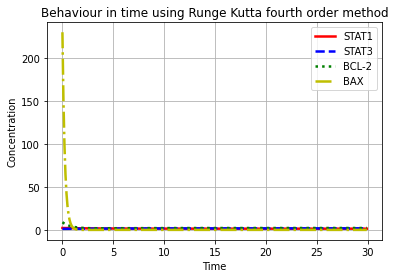 Behaviour in time using Runge Kutta fourth order method
STAT1
STAT3
BCL-2
BAX
Concentration
200
150
100
50
0
0
5
10
15
20
25
30
Time